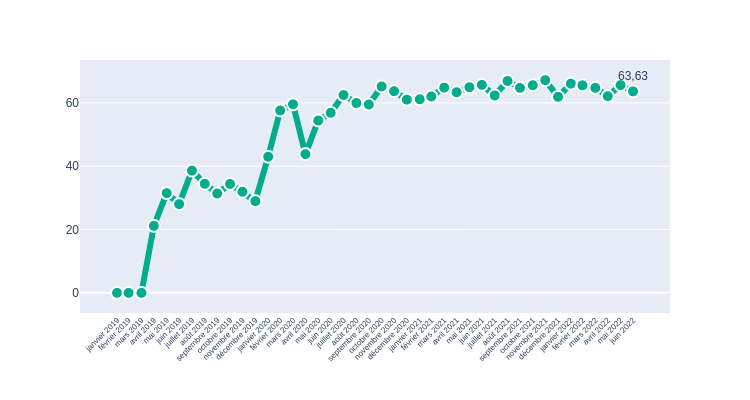 63,63
60
40
20
0
janvier 2019
février 2019
mars 2019
avril 2019
mai 2019
juin 2019
juillet 2019
août 2019
septembre 2019
octobre 2019
novembre 2019
décembre 2019
janvier 2020
février 2020
mars 2020
avril 2020
mai 2020
juin 2020
juillet 2020
août 2020
septembre 2020
octobre 2020
novembre 2020
décembre 2020
janvier 2021
février 2021
mars 2021
avril 2021
mai 2021
juin 2021
juillet 2021
août 2021
septembre 2021
octobre 2021
novembre 2021
décembre 2021
janvier 2022
février 2022
mars 2022
avril 2022
mai 2022
juin 2022